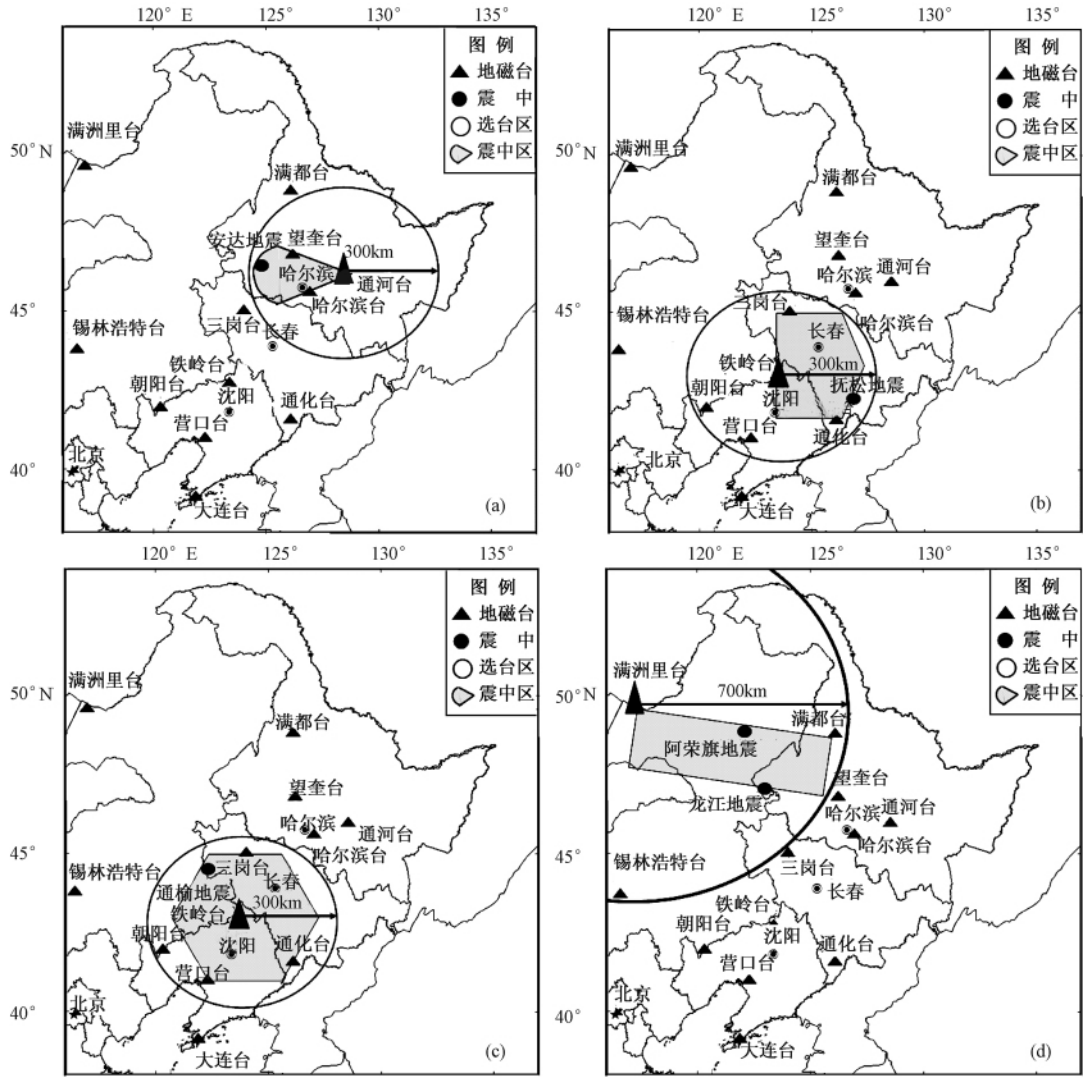 120° E 125° 130° 135°
图 例
地磁台
震 中
选台区
震中区
满洲里台
50° N
满都台
安达地震 望奎台
300km
哈尔滨 通河台
哈尔滨台
45°
三岗台 长春
锡林浩特台
铁岭台
朝阳台
沈阳
通化台
营口台
北京
40°
大连台
(a)
120° E 125° 130° 135°
图 例
地磁台
震 中
选台区
震中区
满洲里台
50° N
满都台
望奎台
哈尔滨 通河台
三岗台
45°
锡林浩特台
哈尔滨台
长春
铁岭台
300km
朝阳台
抚松地震
沈阳
营口台
通化台
北京
40°
大连台
(b)
120° E 125° 130° 135°
图 例
地磁台
震 中
选台区
震中区
满洲里台
50° N
满都台
望奎台
哈尔滨
通河台
哈尔滨台
45°
三岗台
锡林浩特台
长春
通榆地震
300km
铁岭台
朝阳台
沈阳 通化台
营口台
北京
40°
大连台
(c)
120° E 125° 130° 135°
图 例
地磁台
震 中
选台区
震中区
满洲里台
50° N
700km
满都台
阿荣旗地震
望奎台
龙江地震
哈尔滨 通河台
哈尔滨台
45°
三岗台
锡林浩特台
长春
铁岭台
朝阳台
沈阳
通化台
营口台
北京
40°
大连台
(d)